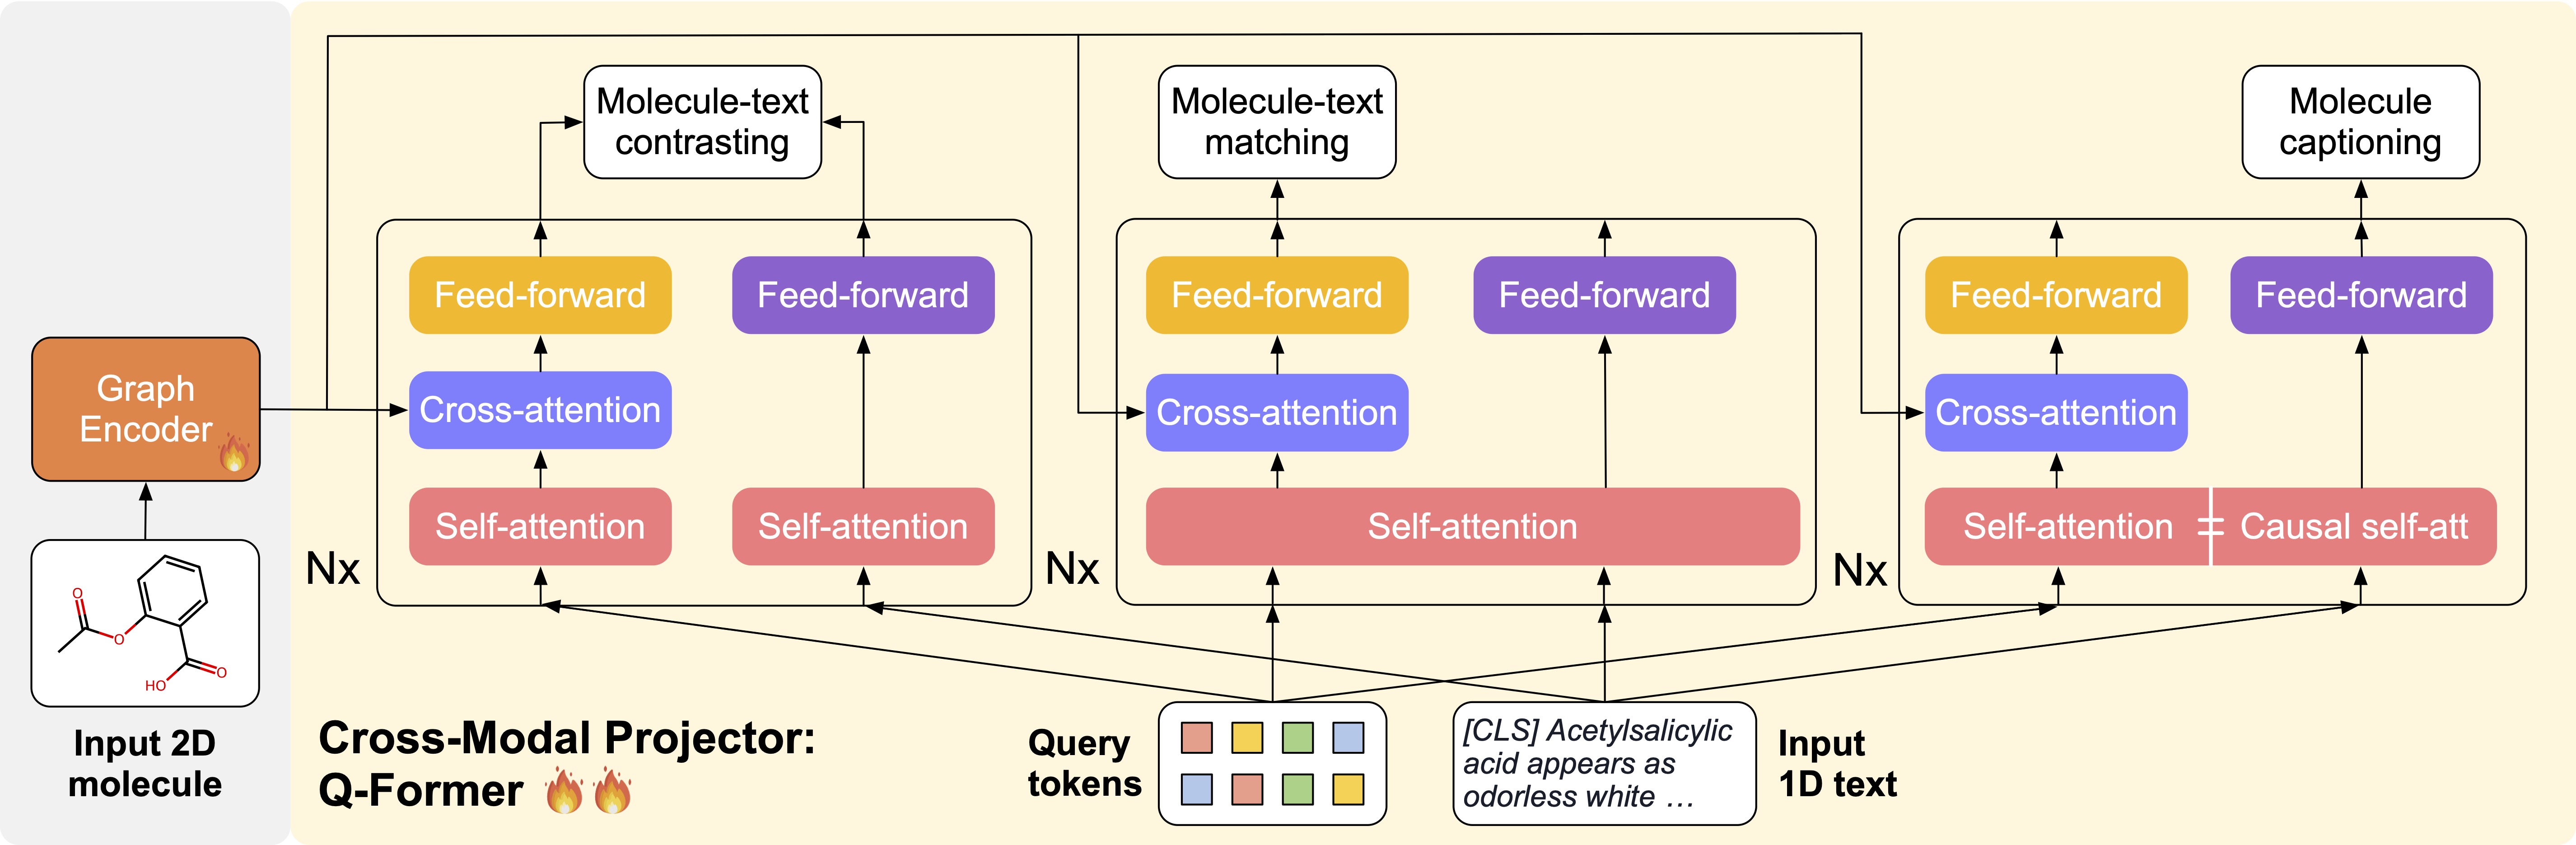 Molecule-text
contrasting
Molecule-text
matching
Molecule
captioning
Feed-forward
Feed-forward
Feed-forward
Feed-forward
Feed-forward
Feed-forward
Graph
Encoder
Cross-attention
Cross-attention
Cross-attention
Self-attention
Self-attention
Self-attention
Self-attention
Causal self-att
Nx
Nx
Nx
O
O
O
HO
Input 2D
molecule
Cross-Modal Projector:
Q-Former
Query
tokens
[CLS] Acetylsalicylic
acid appears as
odorless white …
Input
1D text